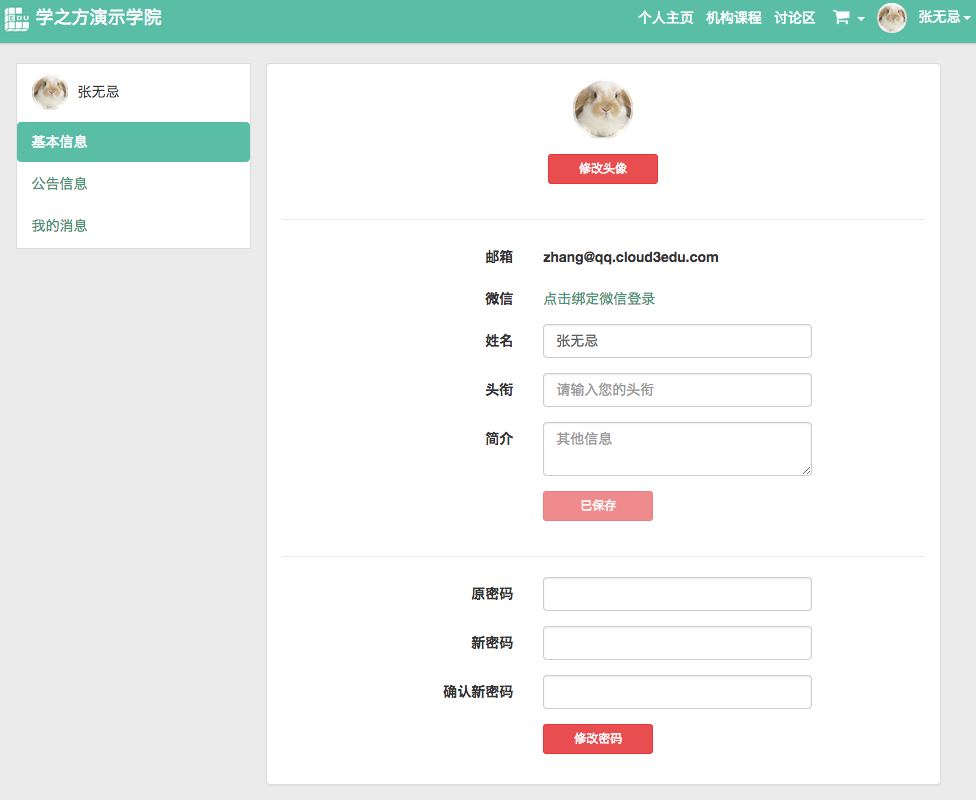 EDU 学之方演示学院 个人主页 机构课程 讨论区 张无忌
张无忌
基本信息
公告信息
我的消息
修改头像
邮箱 zhang@qq.cloud3edu.com
微信 点击绑定微信登录
姓名 张无忌
头衔 请输入您的头衔
简介 其他信息
已保存
原密码
新密码
确认新密码
修改密码